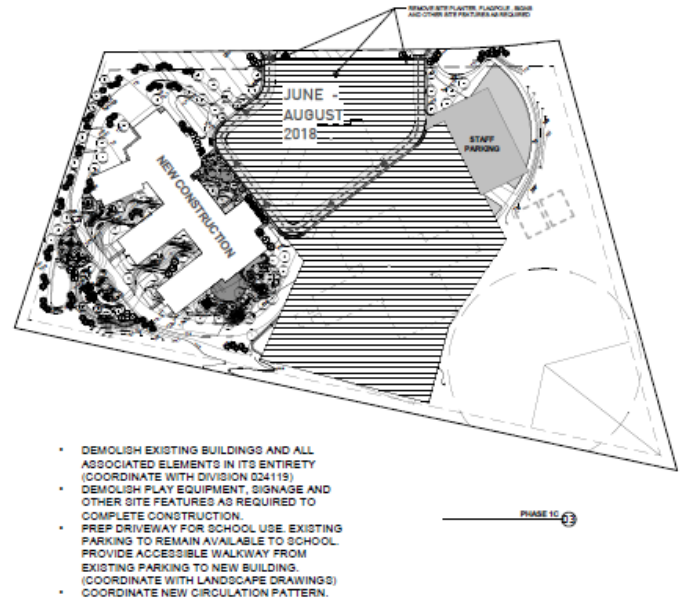 REMOVE SITE PLANTER, FLAGPOLE, SIGNS
AND OTHER SITE FEATURES AS REQUIRED
JUNE -
AUGUST
2018
STAFF
PARKING
NEW CONSTRUCTION
• DEMOLISH EXISTING BUILDINGS AND ALL
ASSOCIATED ELEMENTS IN ITS ENTIRETY
(COORDINATE WITH DIVISION 024119)
• DEMOLISH PLAY EQUIPMENT, SIGNAGE AND
OTHER SITE FEATURES AS REQUIRED TO
COMPLETE CONSTRUCTION.
• PREP DRIVEWAY FOR SCHOOL USE. EXISTING
PARKING TO REMAIN AVAILABLE TO SCHOOL.
PROVIDE ACCESSIBLE WALKWAY FROM
EXISTING PARKING TO NEW BUILDING.
(COORDINATE WITH LANDSCAPE DRAWINGS)
• COORDINATE NEW CIRCULATION PATTERN.
PHASE 1C
03